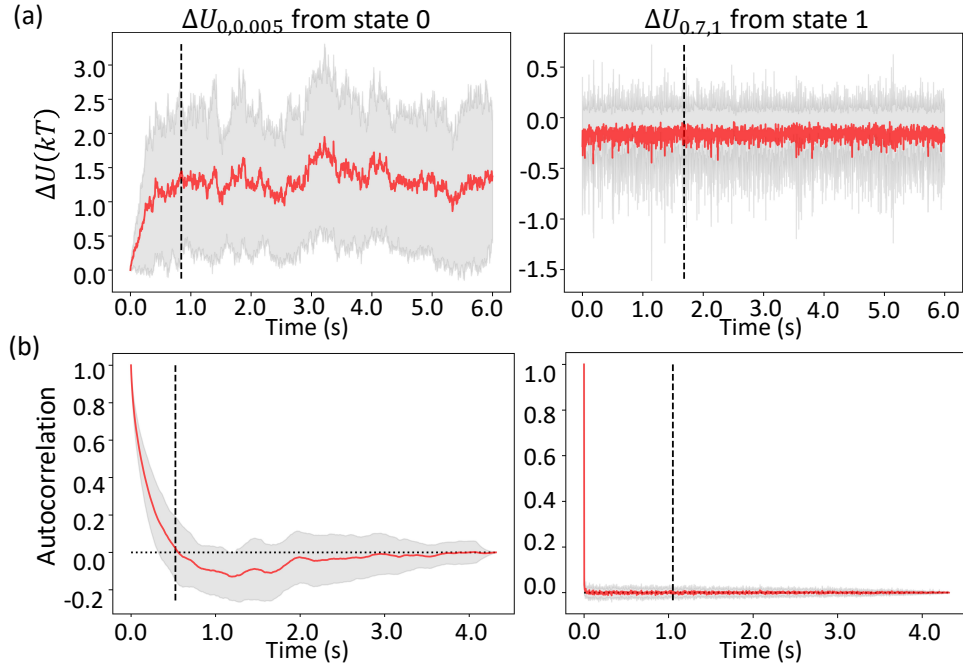 (a)
ΔU₀,₀.₀₀₅ from state 0
ΔU₀.₇,₁ from state 1
ΔU(kT)
3.0
2.5
2.0
1.5
1.0
0.5
0.0
0.0 1.0 2.0 3.0 4.0 5.0 6.0
Time (s)
0.5
0.0
-0.5
-1.0
-1.5
0.0 1.0 2.0 3.0 4.0 5.0 6.0
Time (s)
(b)
Autocorrelation
1.0
0.8
0.6
0.4
0.2
0.0
-0.2
0.0 1.0 2.0 3.0 4.0
Time (s)
1.0
0.8
0.6
0.4
0.2
0.0
0.0 1.0 2.0 3.0 4.0
Time (s)